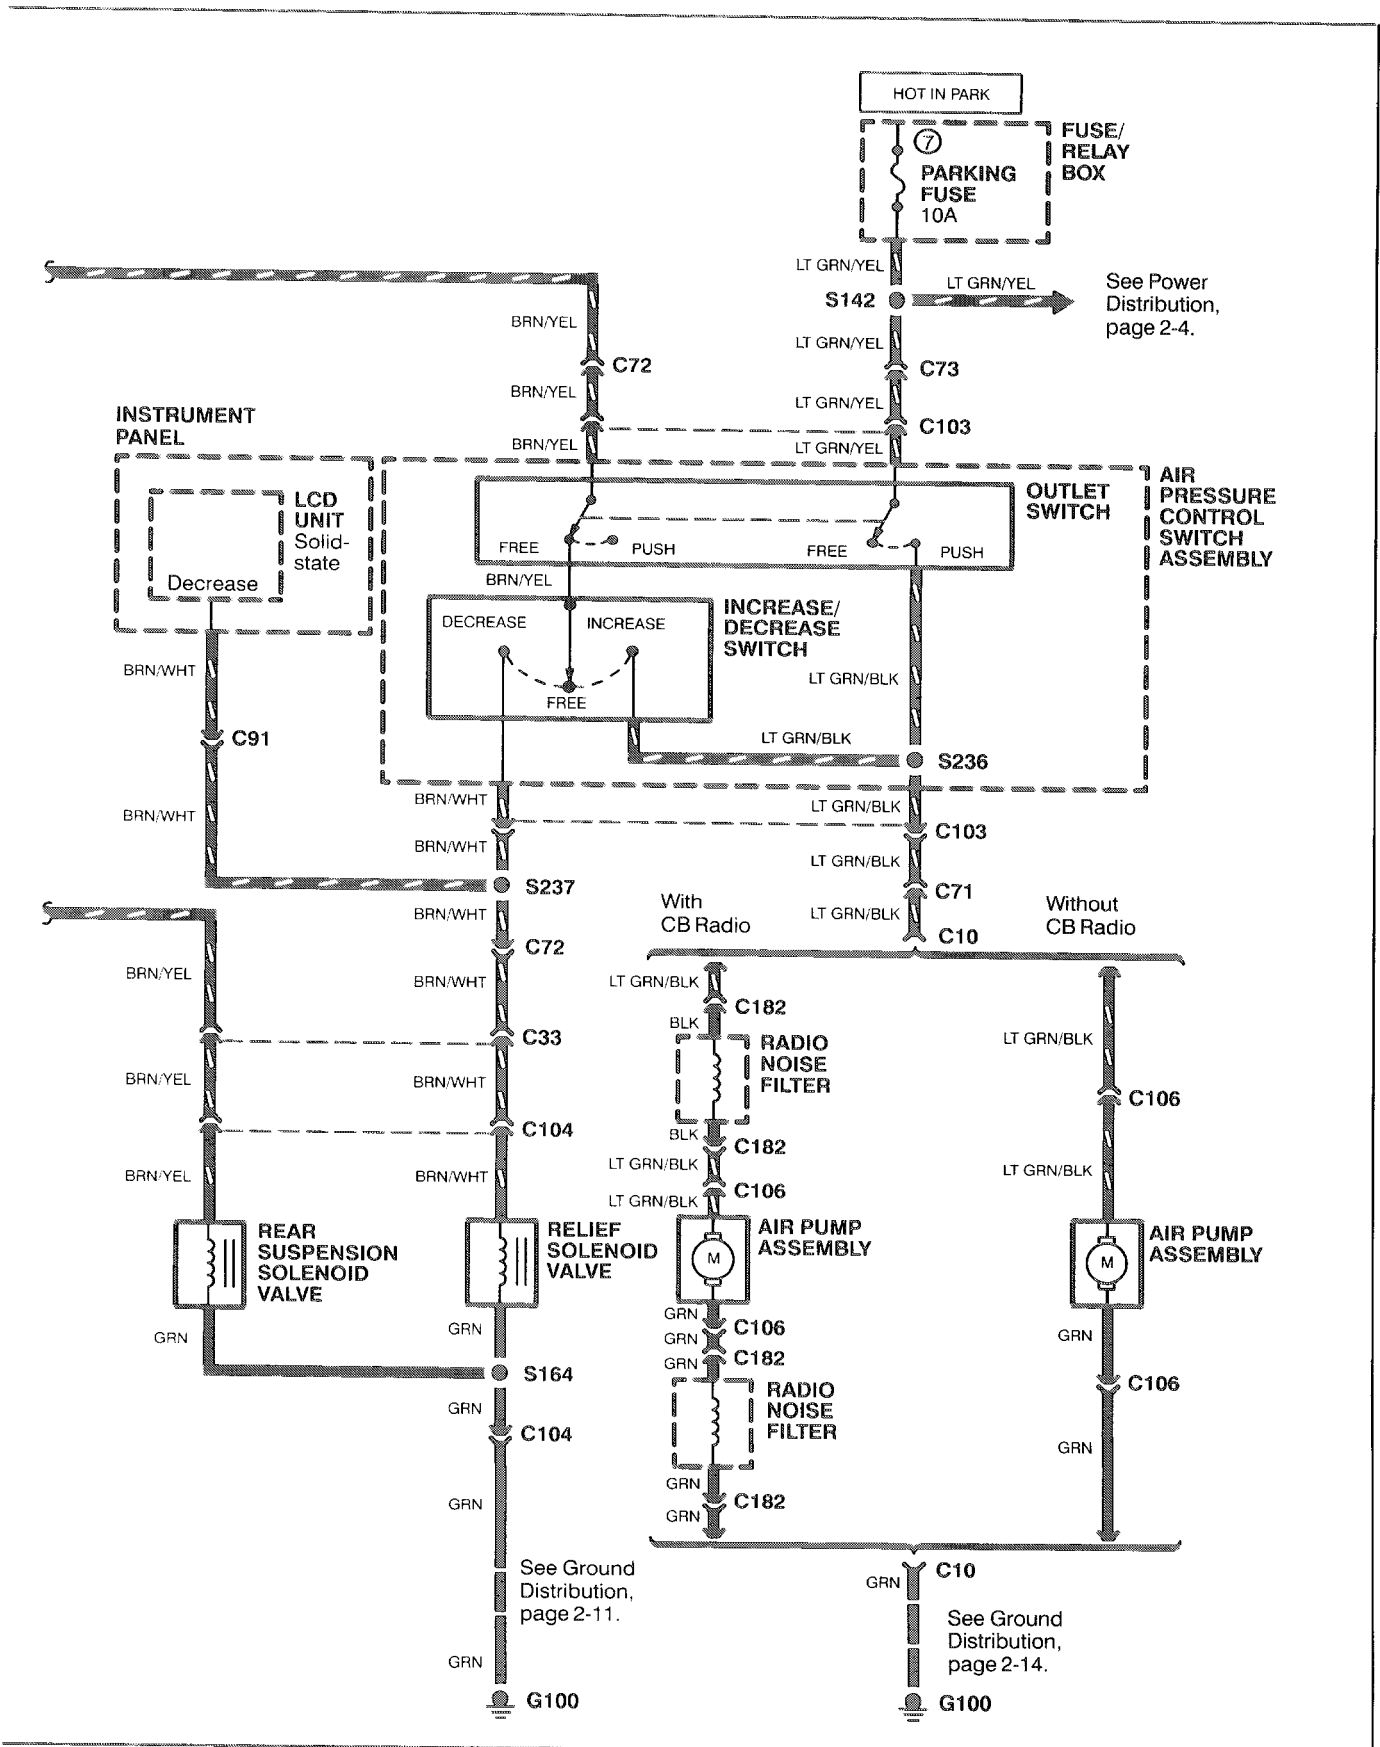 HOT IN PARK
7
PARKING
FUSE
10A
FUSE/
RELAY
BOX
LT GRN/YEL
S142
LT GRN/YEL
See Power
Distribution,
page 2-4.
BRN/YEL
C72
LT GRN/YEL
C73
BRN/YEL
LT GRN/YEL
C103
BRN/YEL
LT GRN/YEL
INSTRUMENT
PANEL
LCD
UNIT
Solid-
state
Decrease
OUTLET
SWITCH
FREE
PUSH
FREE
PUSH
AIR
PRESSURE
CONTROL
SWITCH
ASSEMBLY
BRN/YEL
DECREASE
INCREASE
FREE
INCREASE/
DECREASE
SWITCH
BRN/WHT
LT GRN/BLK
C91
LT GRN/BLK
S236
BRN/WHT
LT GRN/BLK
BRN/WHT
C103
BRN/WHT
LT GRN/BLK
S237
C71
BRN/WHT
LT GRN/BLK
C10
With
CB Radio
Without
CB Radio
C72
BRN/YEL
BRN/WHT
LT GRN/BLK
C182
BLK
C33
RADIO
NOISE
FILTER
LT GRN/BLK
BRN/YEL
BRN/WHT
C106
C104
BLK
C182
LT GRN/BLK
BRN/YEL
BRN/WHT
C106
LT GRN/BLK
LT GRN/BLK
REAR
SUSPENSION
SOLENOID
VALVE
RELIEF
SOLENOID
VALVE
M
AIR PUMP
ASSEMBLY
M
AIR PUMP
ASSEMBLY
GRN
GRN
GRN
C106
GRN
GRN
C182
GRN
S164
C106
GRN
C104
RADIO
NOISE
FILTER
GRN
GRN
GRN
C182
GRN
See Ground
Distribution,
page 2-11.
C10
GRN
See Ground
Distribution,
page 2-14.
GRN
G100
G100